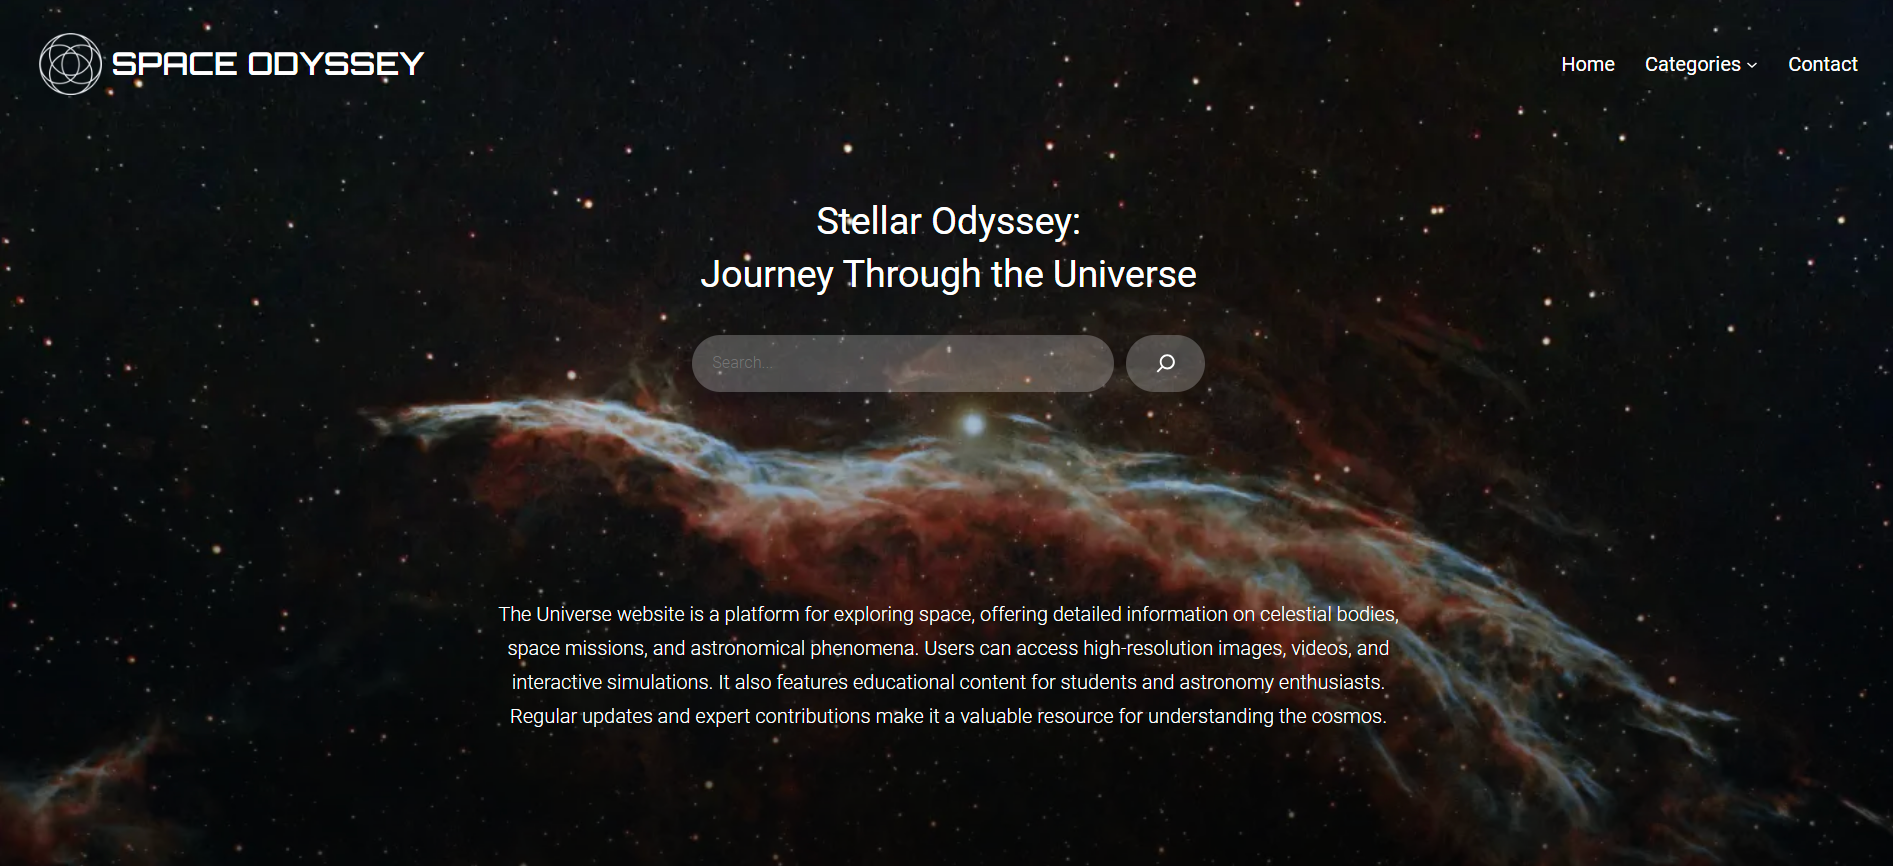 SPACE ODYSSEY
Home
Categories
Contact
Stellar Odyssey:
Journey Through the Universe
Search...
The Universe website is a platform for exploring space, offering detailed information on celestial bodies,
space missions, and astronomical phenomena. Users can access high-resolution images, videos, and
interactive simulations. It also features educational content for students and astronomy enthusiasts.
Regular updates and expert contributions make it a valuable resource for understanding the cosmos.